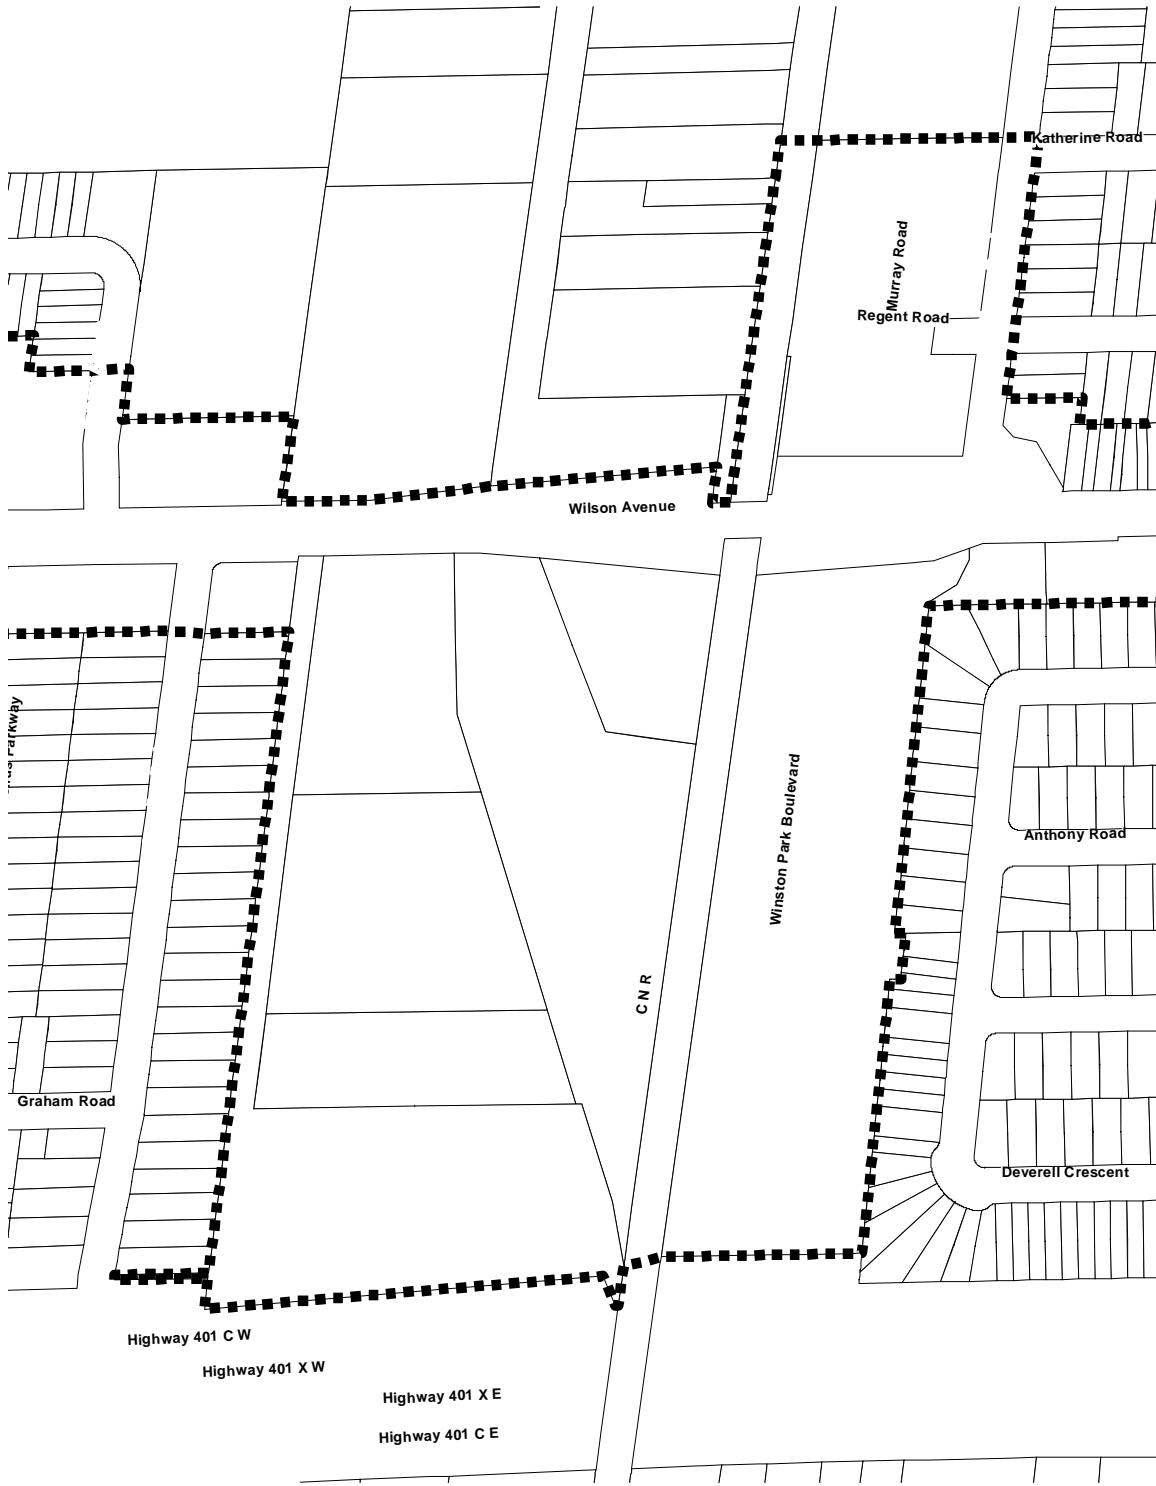 Katherine Road
Murray Road
Regent Road
Wilson Avenue
Parkway
Winston Park Boulevard
Anthony Road
C N R
Graham Road
Deverell Crescent
Highway 401 C W
Highway 401 X W
Highway 401 X E
Highway 401 C E